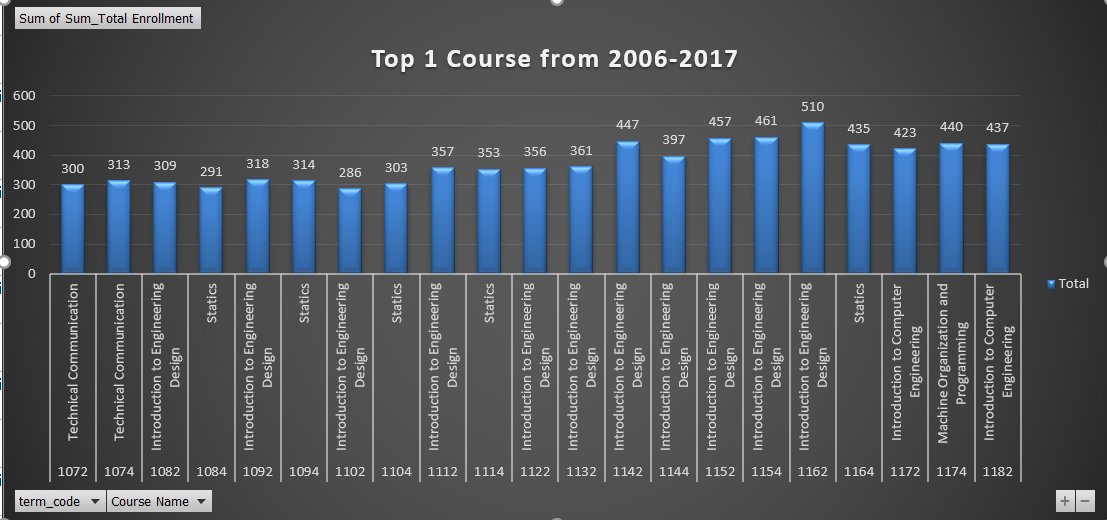 Sum of Sum_Total Enrollment
Top 1 Course from 2006-2017
600
500
400
300
200
100
0
300
313
309
291
318
314
286
303
357
353
356
361
447
397
457
461
510
435
423
440
437
Total
Technical Communication
Technical Communication
Introduction to Engineering
Design
Statics
Introduction to Engineering
Design
Statics
Introduction to Engineering
Design
Statics
Introduction to Engineering
Design
Statics
Introduction to Engineering
Design
Introduction to Engineering
Design
Introduction to Engineering
Design
Introduction to Engineering
Design
Introduction to Engineering
Design
Introduction to Engineering
Design
Introduction to Engineering
Design
Statics
Introduction to Computer
Engineering
Machine Organization and
Programming
Introduction to Computer
Engineering
1072 1074 1082 1084 1092 1094 1102 1104 1112 1114 1122 1132 1142 1144 1152 1154 1162 1164 1172 1174 1182
term_code Course Name + −